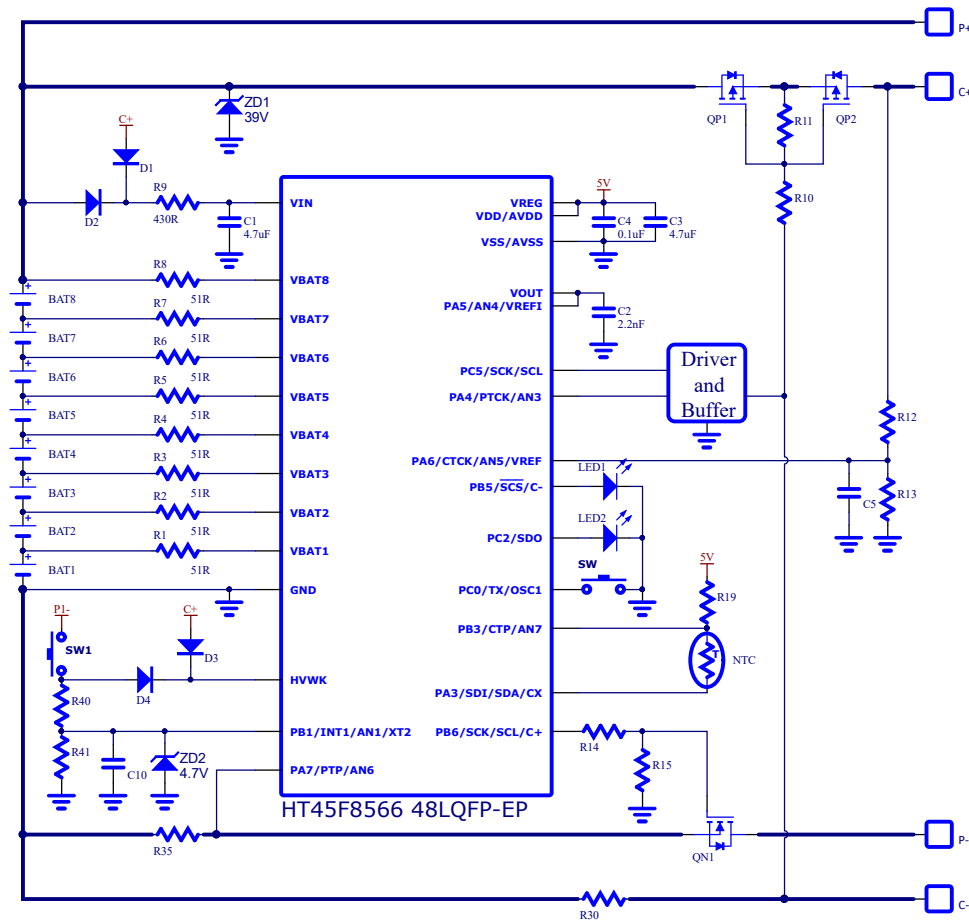 P+
ZD1
39V
C+
QP1
R11
QP2
C+
D1
R9
D2
430R
C1
4.7uF
VIN
VREG
VDD/AVDD
VSS/AVSS
5V
C4
0.1uF
C3
4.7uF
R10
R8
51R
VBAT8
VOUT
PA5/AN4/VREFI
C2
2.2nF
BAT8
R7
51R
VBAT7
BAT7
R6
51R
VBAT6
PC5/SCK/SCL
Driver
and
Buffer
BAT6
R5
51R
VBAT5
PA4/PTCK/AN3
BAT5
R4
51R
VBAT4
R12
BAT4
R3
51R
VBAT3
PA6/CTCK/AN5/VREF
LED1
PB5/SCS/C-
C5
R13
BAT3
R2
51R
VBAT2
LED2
PC2/SDO
BAT2
R1
51R
VBAT1
BAT1
GND
PC0/TX/OSC1
SW
5V
R19
P1-
C+
SW1
D3
PB3/CTP/AN7
T
NTC
D4
HVWK
PA3/SDI/SDA/CX
R40
PB1/INT1/AN1/XT2
PB6/SCK/SCL/C+
R14
R41
C10
ZD2
4.7V
PA7/PTP/AN6
R15
HT45F8566 48LQFP-EP
R35
QN1
P-
R30
C-